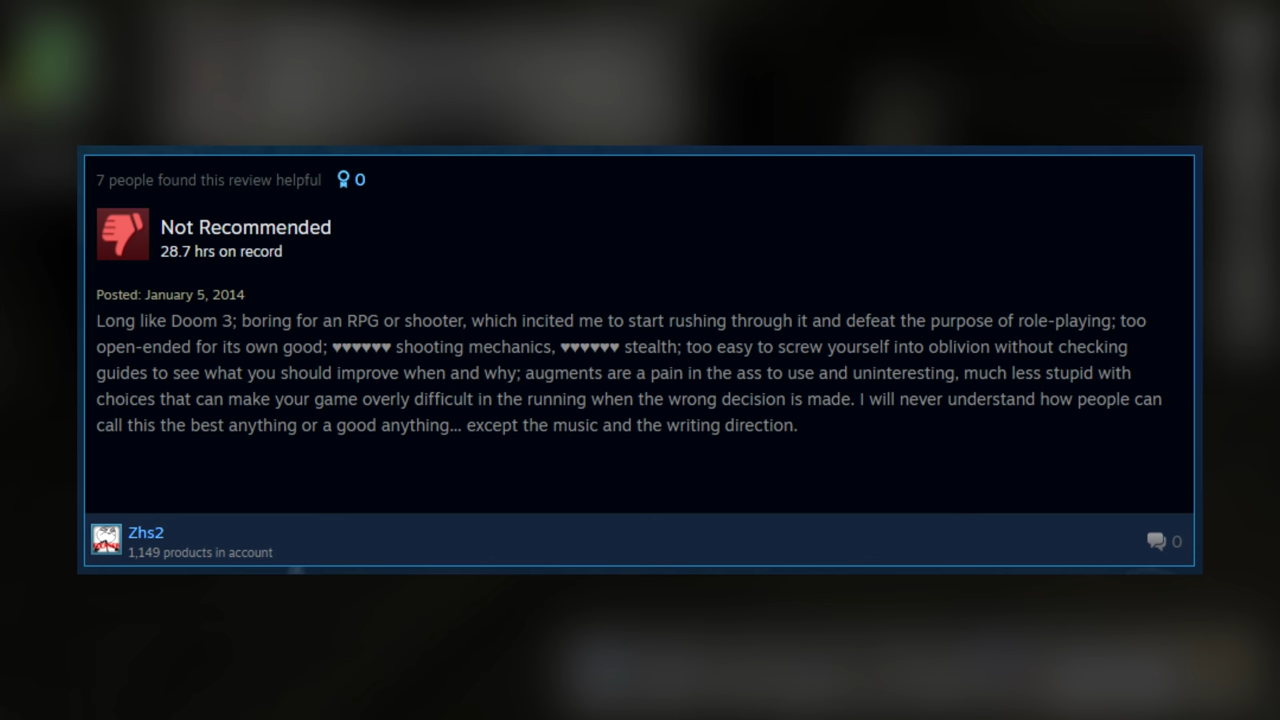 7 people found this review helpful 0
Not Recommended
28.7 hrs on record
Posted: January 5, 2014
Long like Doom 3; boring for an RPG or shooter, which incited me to start rushing through it and defeat the purpose of role-playing; too
open-ended for its own good; ♥♥♥♥♥♥ shooting mechanics, ♥♥♥♥♥♥ stealth; too easy to screw yourself into oblivion without checking
guides to see what you should improve when and why; augments are a pain in the ass to use and uninteresting, much less stupid with
choices that can make your game overly difficult in the running when the wrong decision is made. I will never understand how people can
call this the best anything or a good anything... except the music and the writing direction.
Zhs2
1,149 products in account
0